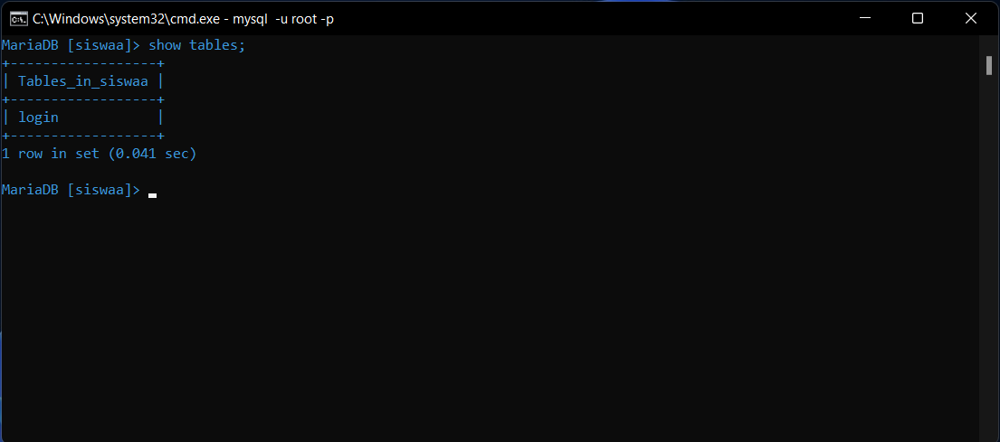 C:\Windows\system32\cmd.exe - mysql  -u root -p
MariaDB [siswaa]> show tables;
+------------------+
| Tables_in_siswaa |
+------------------+
| login            |
+------------------+
1 row in set (0.041 sec)
MariaDB [siswaa]>